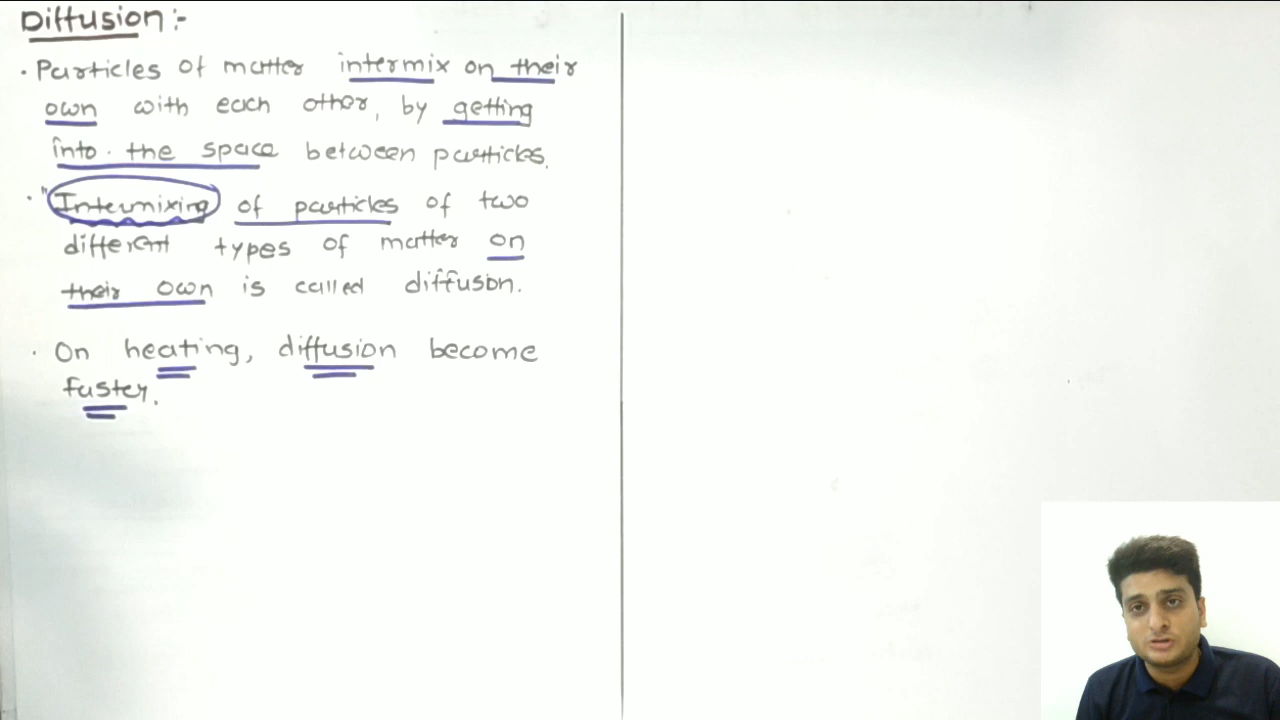 Diffusion :-
• Particles of matter intermix on their
own with each other, by getting
into the space between particles.
• "Intermixing of particles of two
different types of matter on
their own is called diffusion.
• On heating, diffusion become
faster.